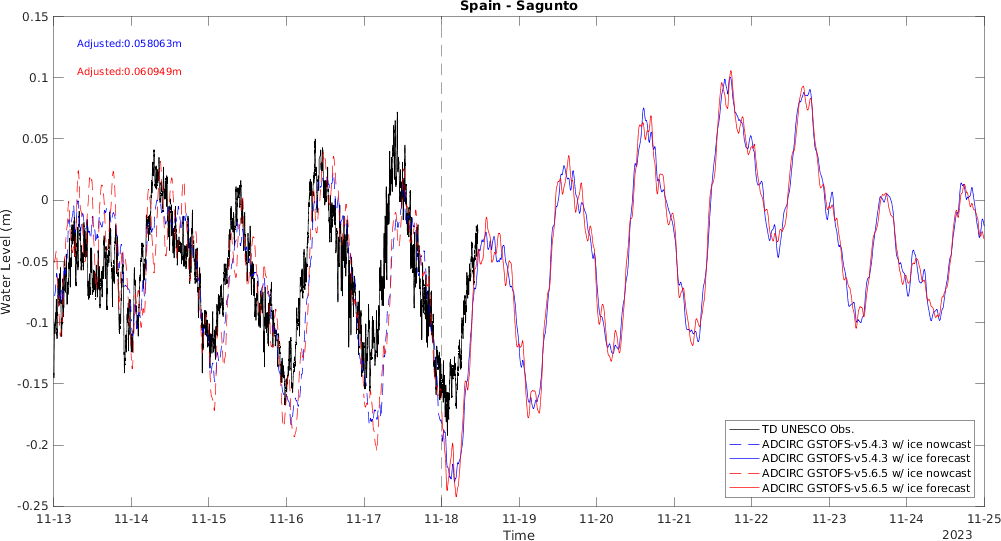 Spain - Sagunto
0.15
0.1
0.05
0
-0.05
-0.1
-0.15
-0.2
-0.25
Water Level (m)
Adjusted:0.058063m
Adjusted:0.060949m
TD UNESCO Obs.
ADCIRC GSTOFS-v5.4.3 w/ ice nowcast
ADCIRC GSTOFS-v5.4.3 w/ ice forecast
ADCIRC GSTOFS-v5.6.5 w/ ice nowcast
ADCIRC GSTOFS-v5.6.5 w/ ice forecast
11-13 11-14 11-15 11-16 11-17 11-18 11-19 11-20 11-21 11-22 11-23 11-24 11-25
Time
2023